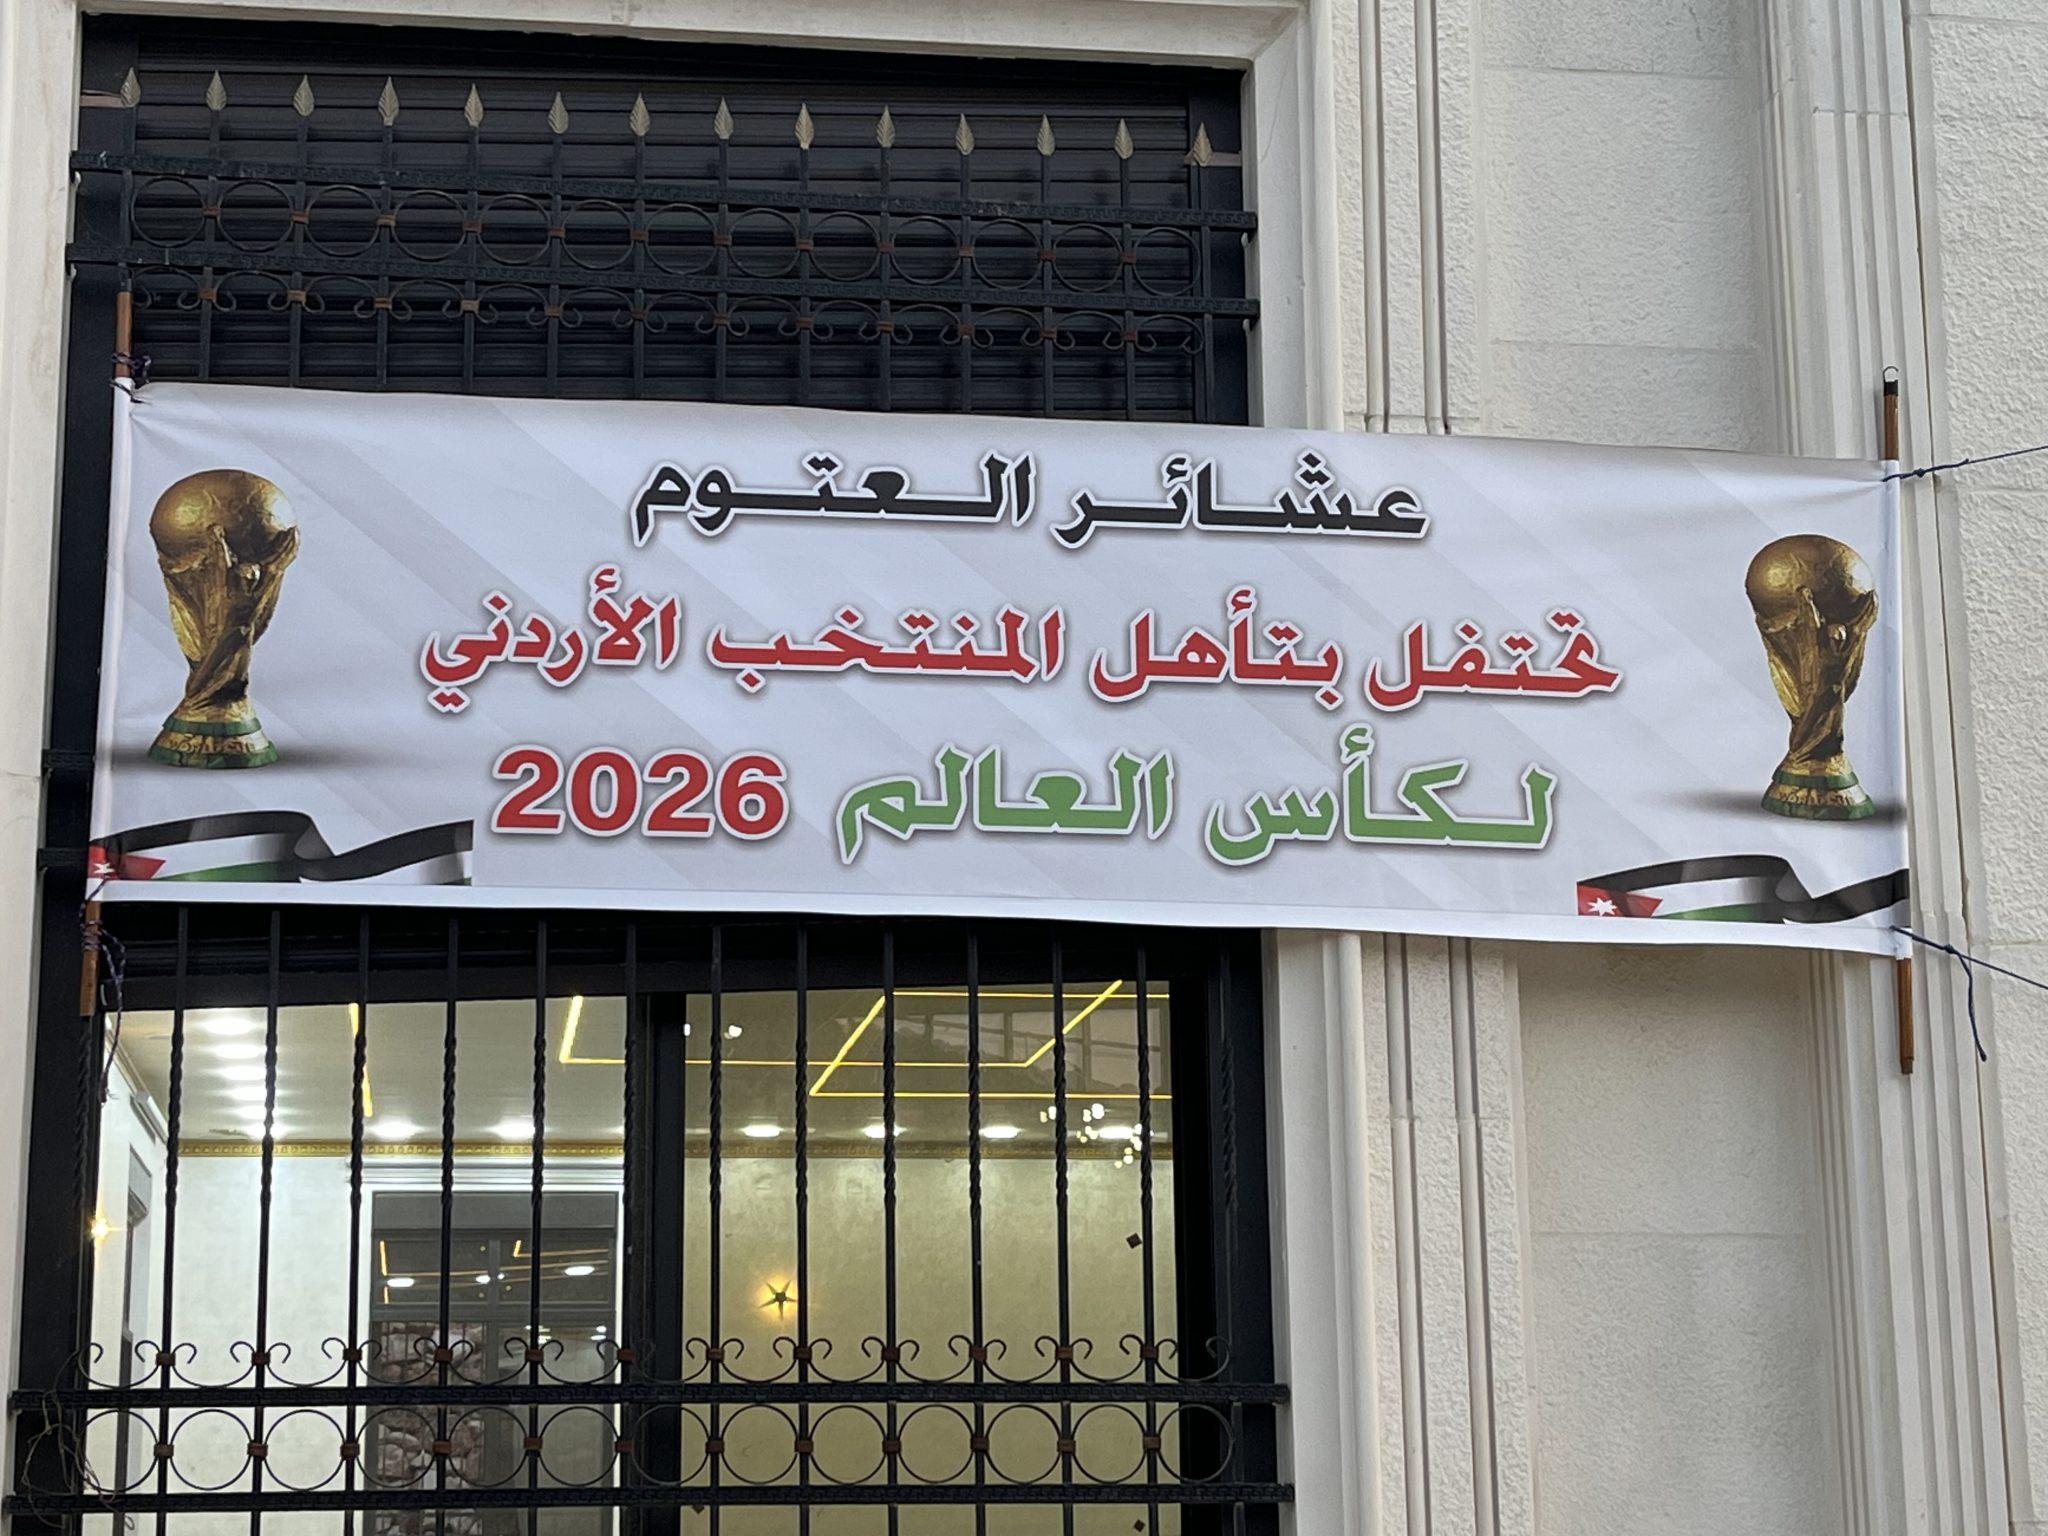 عشائر العتوم
تحتفل بتأهل المنتخب الأردني
لكأس العالم 2026